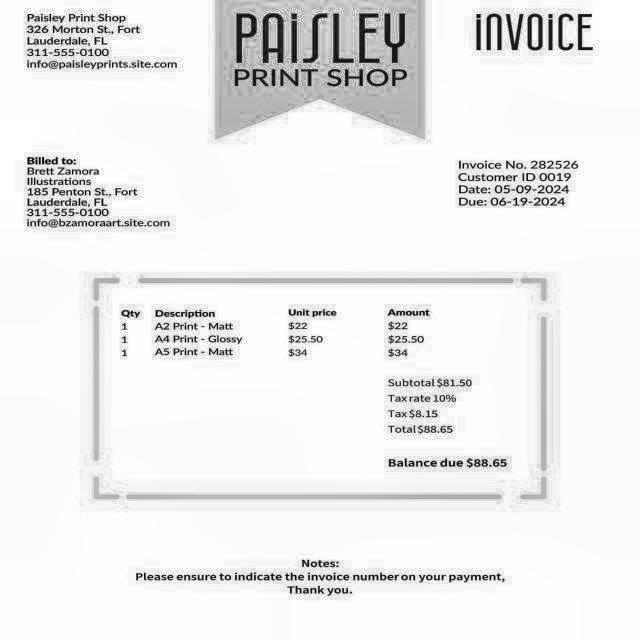 Paisley Print Shop
326 Morton St., Fort
Lauderdale, FL
311-555-0100
info@paisleyprints.site.com
PAiSLEY
PRINT SHOP
iNVOiCE
Billed to:
Brett Zamora
Illustrations
185 Penton St., Fort
Lauderdale, FL
311-555-0100
info@bzamoraart.site.com
Invoice No. 282526
Customer ID 0019
Date: 05-09-2024
Due: 06-19-2024
Qty Description Unit price Amount
1 A2 Print - Matt $22 $22
1 A4 Print - Glossy $25.50 $25.50
1 A5 Print - Matt $34 $34
Subtotal $81.50
Tax rate 10%
Tax $8.15
Total $88.65
Balance due $88.65
Notes:
Please ensure to indicate the invoice number on your payment,
Thank you.